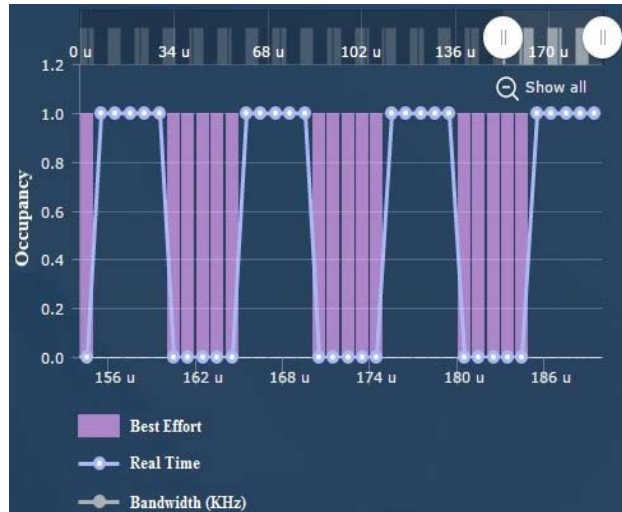 0 u 34 u 68 u 102 u 136 u 170 u
1.2
Show all
1.0
0.8
0.6
0.4
0.2
0.0
Occupancy
156 u 162 u 168 u 174 u 180 u 186 u
Best Effort
Real Time
Bandwidth (KHz)